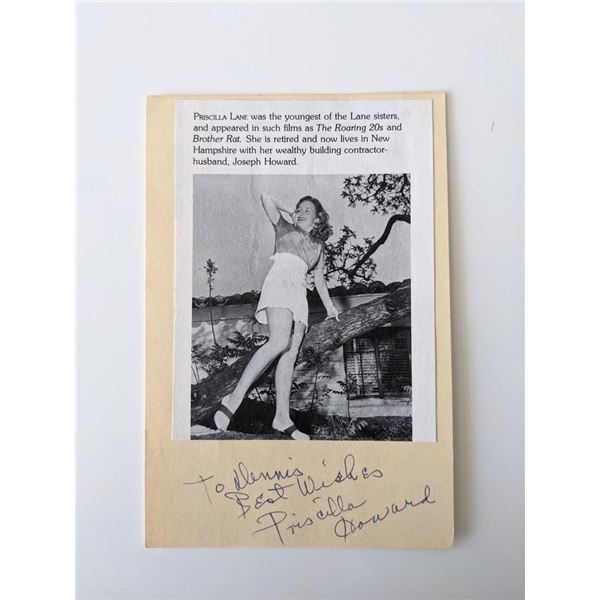 PRISCILLA LANE was the youngest of the Lane sisters,
and appeared in such films as The Roaring 20s and
Brother Rat. She is retired and now lives in New
Hampshire with her wealthy building contractor-
husband, Joseph Howard.
To Dennis
Best Wishes
Priscilla
Howard